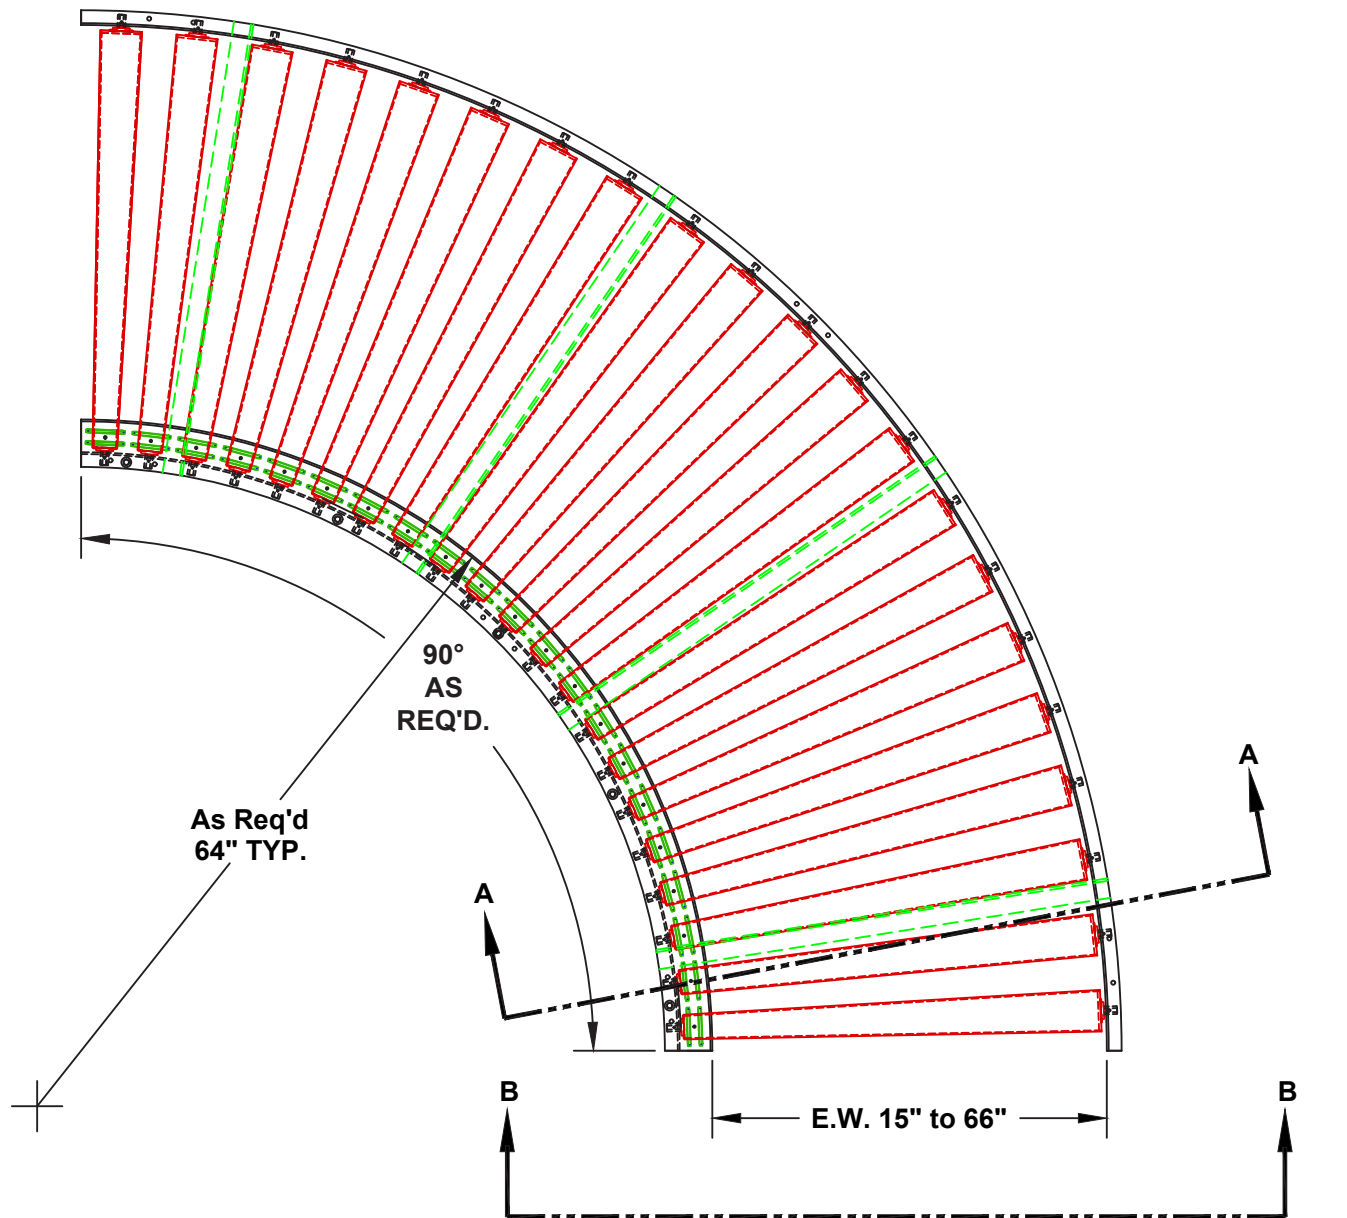 90°
AS
REQ'D.
As Req'd
64" TYP.
A
A
B
B
E.W. 15" to 66"